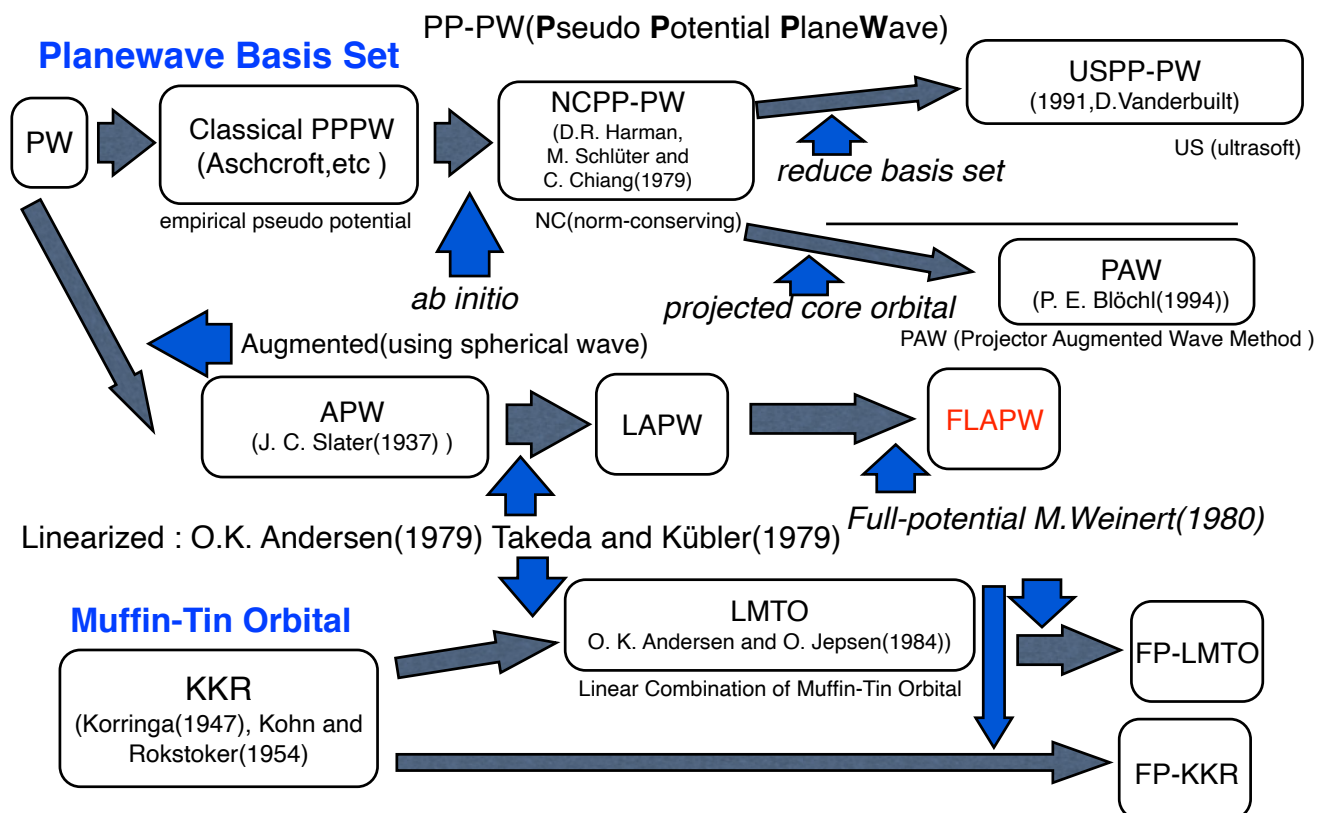 PP-PW(Pseudo Potential PlaneWave)
Planewave Basis Set
PW
Classical PPPW
(Aschcroft,etc )
empirical pseudo potential
NCPP-PW
(D.R. Harman,
M. Schlüter and
C. Chiang(1979)
NC(norm-conserving)
USPP-PW
(1991,D.Vanderbuilt)
US (ultrasoft)
reduce basis set
ab initio
projected core orbital
PAW
(P. E. Blöchl(1994))
PAW (Projector Augmented Wave Method )
Augmented(using spherical wave)
APW
(J. C. Slater(1937) )
LAPW
FLAPW
Full-potential M.Weinert(1980)
Linearized : O.K. Andersen(1979) Takeda and Kübler(1979)
Muffin-Tin Orbital
LMTO
O. K. Andersen and O. Jepsen(1984))
Linear Combination of Muffin-Tin Orbital
KKR
(Korringa(1947), Kohn and
Rokstoker(1954)
FP-LMTO
FP-KKR